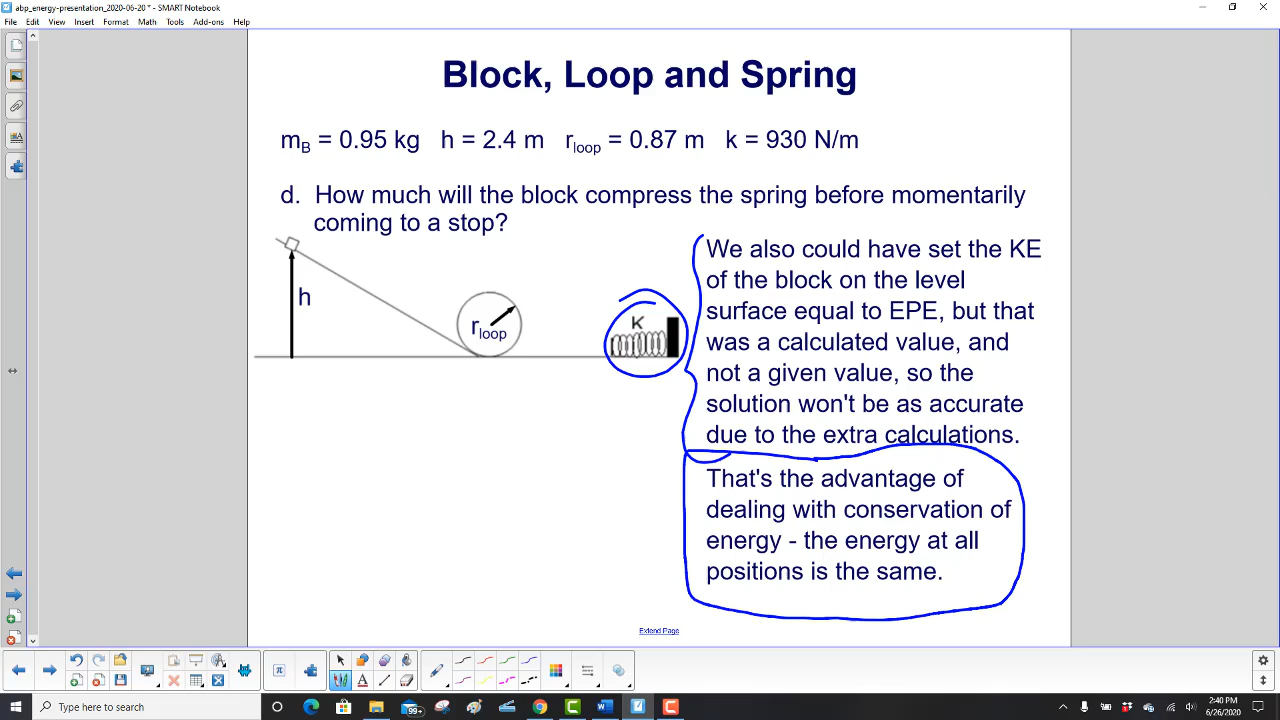 abp_energy-presentation_2020-06-20 * - SMART Notebook
File Edit View Insert Format Math Tools Add-ons Help
Block, Loop and Spring
mB = 0.95 kg h = 2.4 m rloop = 0.87 m k = 930 N/m
d. How much will the block compress the spring before momentarily
coming to a stop?
h
rloop
K
We also could have set the KE
of the block on the level
surface equal to EPE, but that
was a calculated value, and
not a given value, so the
solution won't be as accurate
due to the extra calculations.
That's the advantage of
dealing with conservation of
energy - the energy at all
positions is the same.
Extend Page
Type here to search
99+
2:40 PM
6/26/2020